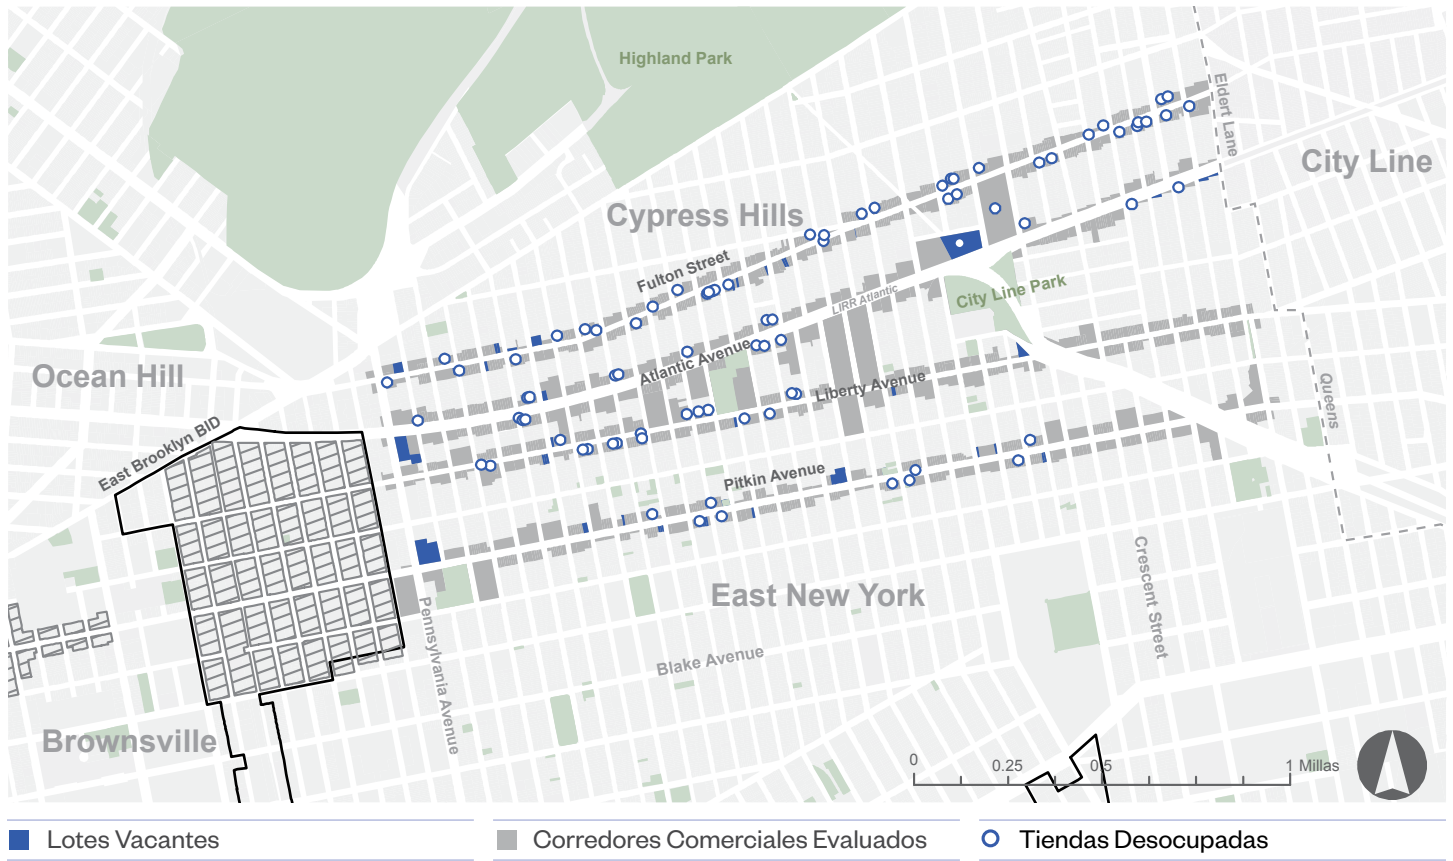 Highland Park
Eldert Lane
City Line
Cypress Hills
Fulton Street
City Line Park
LIRR Atlantic
Atlantic Avenue
Ocean Hill
Liberty Avenue
Queens
East Brooklyn BID
Pitkin Avenue
East New York
Crescent Street
Pennsylvania Avenue
Blake Avenue
Brownsville
0 0.25 0.5 1 Millas
Lotes Vacantes
Corredores Comerciales Evaluados
Tiendas Desocupadas